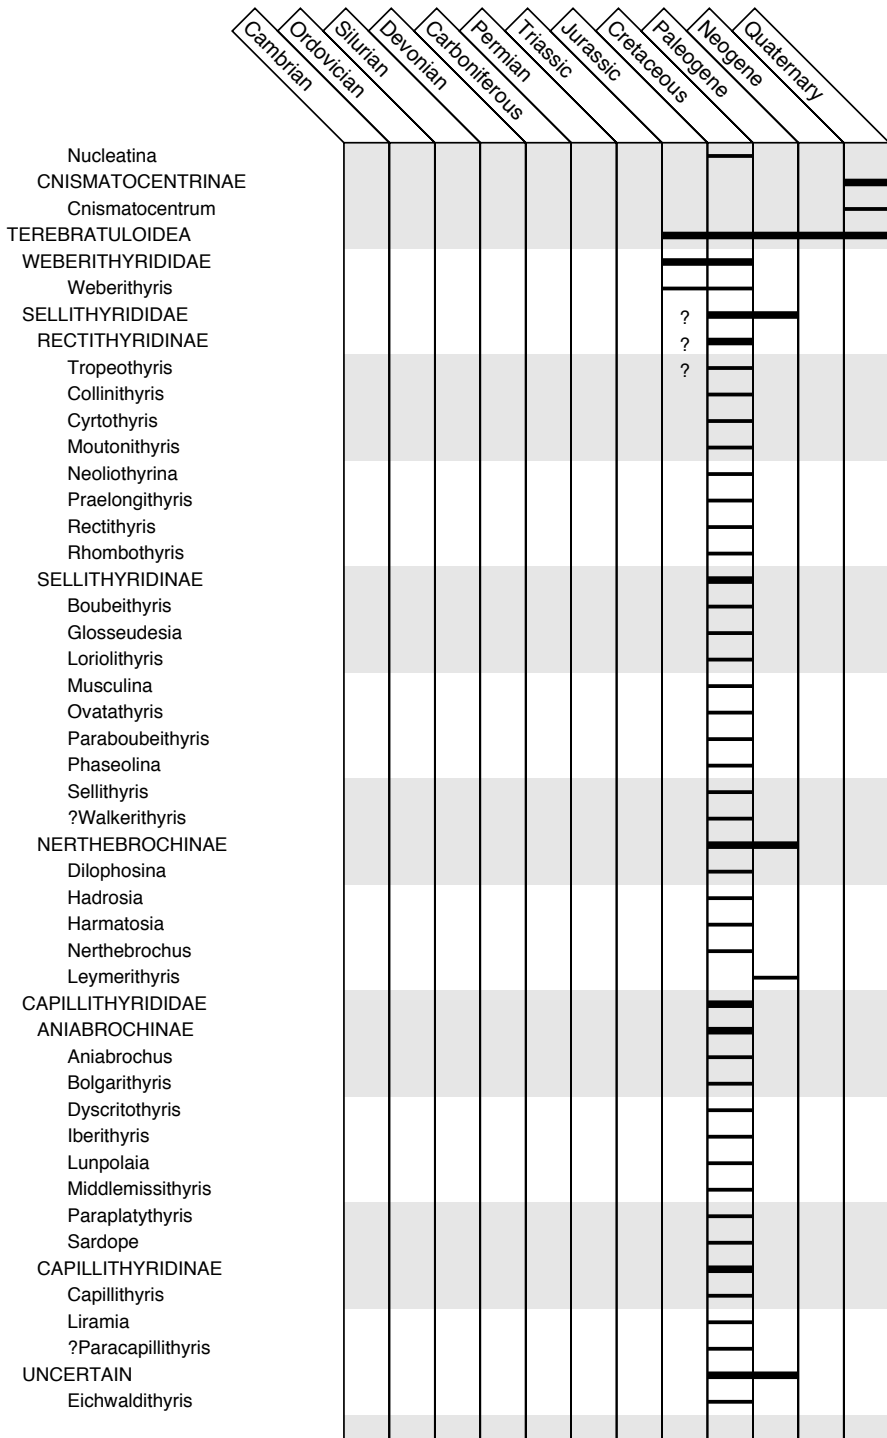 Cambrian
Ordovician
Silurian
Devonian
Carboniferous
Permian
Triassic
Jurassic
Cretaceous
Paleogene
Neogene
Quaternary
Nucleatina
CNISMATOCENTRINAE
Cnismatocentrum
TEREBRATULOIDEA
WEBERITHYRIDIDAE
Weberithyris
SELLITHYRIDIDAE ?
RECTITHYRIDINAE ?
Tropeothyris ?
Collinithyris
Cyrtothyris
Moutonithyris
Neoliothyrina
Praelongithyris
Rectithyris
Rhombothyris
SELLITHYRIDINAE
Boubeithyris
Glosseudesia
Loriolithyris
Musculina
Ovatathyris
Paraboubeithyris
Phaseolina
Sellithyris
?Walkerithyris
NERTHEBROCHINAE
Dilophosina
Hadrosia
Harmatosia
Nerthebrochus
Leymerithyris
CAPILLITHYRIDIDAE
ANIABROCHINAE
Aniabrochus
Bolgarithyris
Dyscritothyris
Iberithyris
Lunpolaia
Middlemissithyris
Paraplatythyris
Sardope
CAPILLITHYRIDINAE
Capillithyris
Liramia
?Paracapillithyris
UNCERTAIN
Eichwaldithyris